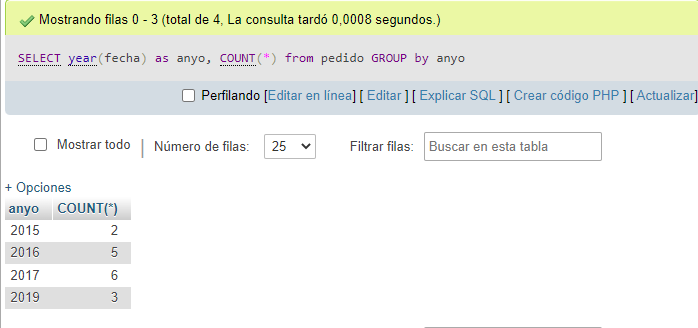 Mostrando filas 0 - 3 (total de 4, La consulta tardó 0,0008 segundos.)
SELECT year(fecha) as anyo, COUNT(*) from pedido GROUP by anyo
Perfilando [Editar en línea] [ Editar ] [ Explicar SQL ] [ Crear código PHP ] [ Actualizar]
Mostrar todo | Número de filas: 25 Filtrar filas: Buscar en esta tabla
+ Opciones
anyo COUNT(*)
2015 2
2016 5
2017 6
2019 3